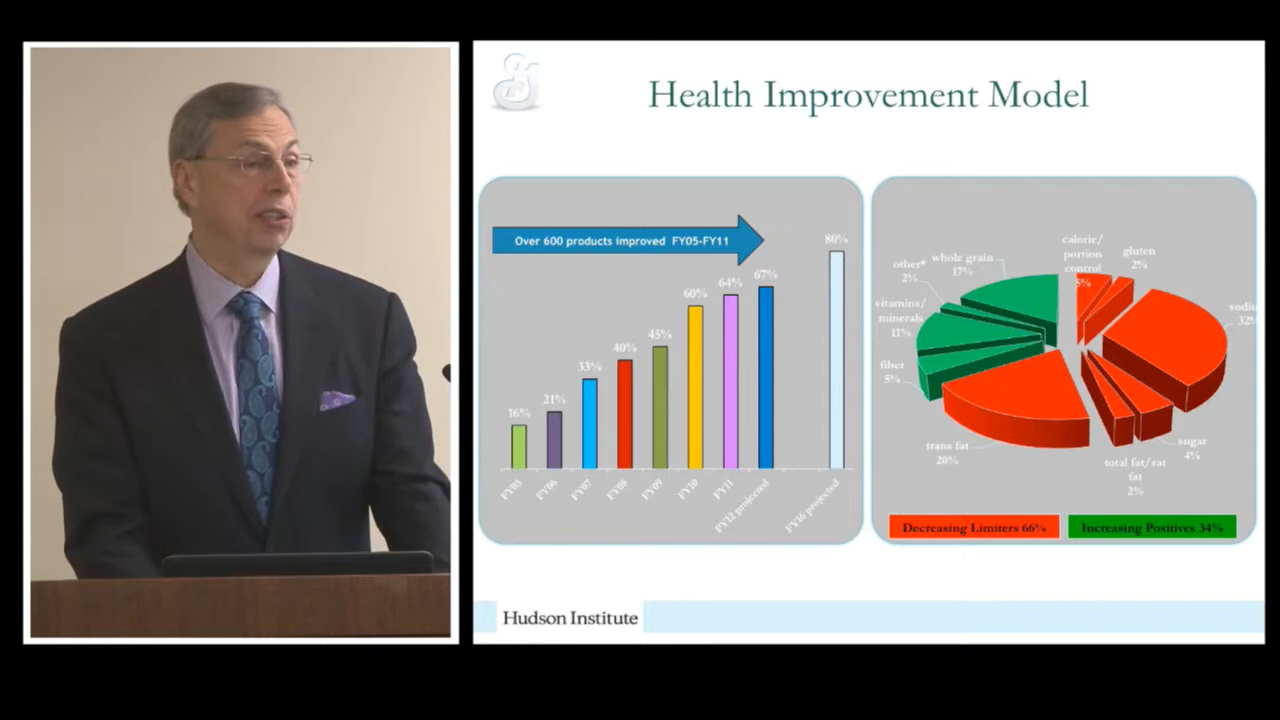 Health Improvement Model
Over 600 products improved FY05-FY11
16%
21%
33%
40%
45%
60%
64%
67%
80%
FY05
FY06
FY07
FY08
FY09
FY10
FY11
FY12 projected
FY16 projected
calorie/
portion
control
5%
gluten
2%
32%
sugar
4%
total fat/sat
fat
2%
trans fat
20%
fiber
5%
vitamins/
minerals
11%
other*
2%
whole grain
17%
Decreasing Limiters 66%
Increasing Positives 34%
Hudson Institute